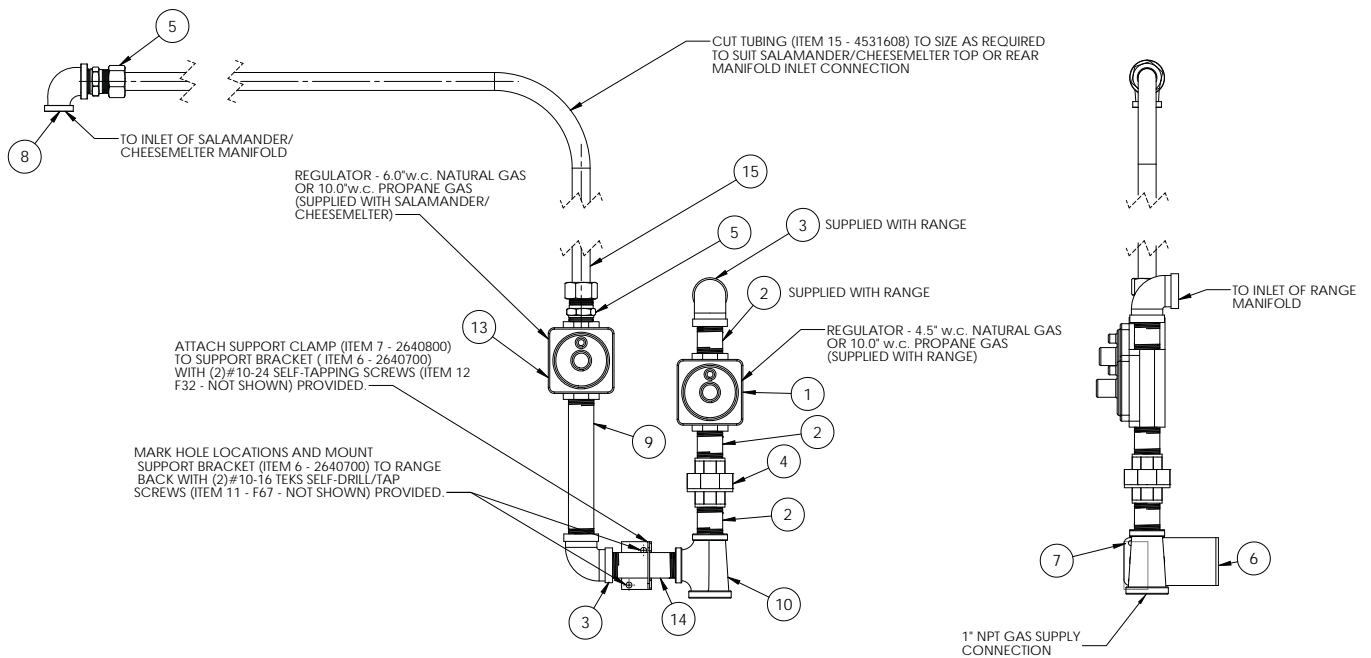 5
CUT TUBING (ITEM 15 - 4531608) TO SIZE AS REQUIRED
TO SUIT SALAMANDER/CHEESEMELTER TOP OR REAR
MANIFOLD INLET CONNECTION
8
TO INLET OF SALAMANDER/
CHEESEMELTER MANIFOLD
REGULATOR - 6.0"w.c. NATURAL GAS
OR 10.0"w.c. PROPANE GAS
(SUPPLIED WITH SALAMANDER/
CHEESEMELTER)
15
3 SUPPLIED WITH RANGE
5
2 SUPPLIED WITH RANGE
TO INLET OF RANGE
MANIFOLD
13
REGULATOR - 4.5" w.c. NATURAL GAS
OR 10.0" w.c. PROPANE GAS
(SUPPLIED WITH RANGE)
ATTACH SUPPORT CLAMP (ITEM 7 - 2640800)
TO SUPPORT BRACKET ( ITEM 6 - 2640700)
WITH (2)#10-24 SELF-TAPPING SCREWS (ITEM 12
F32 - NOT SHOWN) PROVIDED.
1
9
2
MARK HOLE LOCATIONS AND MOUNT
SUPPORT BRACKET (ITEM 6 - 2640700) TO RANGE
BACK WITH (2)#10-16 TEKS SELF-DRILL/TAP
SCREWS (ITEM 11 - F67 - NOT SHOWN) PROVIDED.
4
2
7
6
3
14
10
1" NPT GAS SUPPLY
CONNECTION